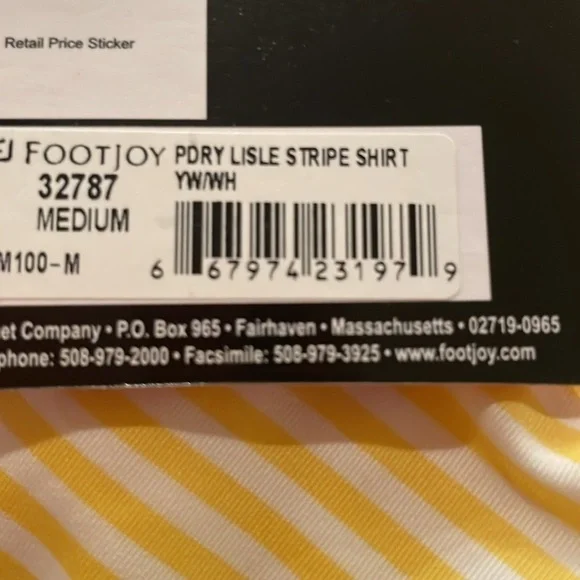 Retail Price Sticker
FJ FOOTJOY PDRY LISLE STRIPE SHIRT
32787 YW/WH
MEDIUM
M100-M
6 67974 23197 9
et Company • P.O. Box 965 • Fairhaven • Massachusetts • 02719-0965
phone: 508-979-2000 • Facsimile: 508-979-3925 • www.footjoy.com